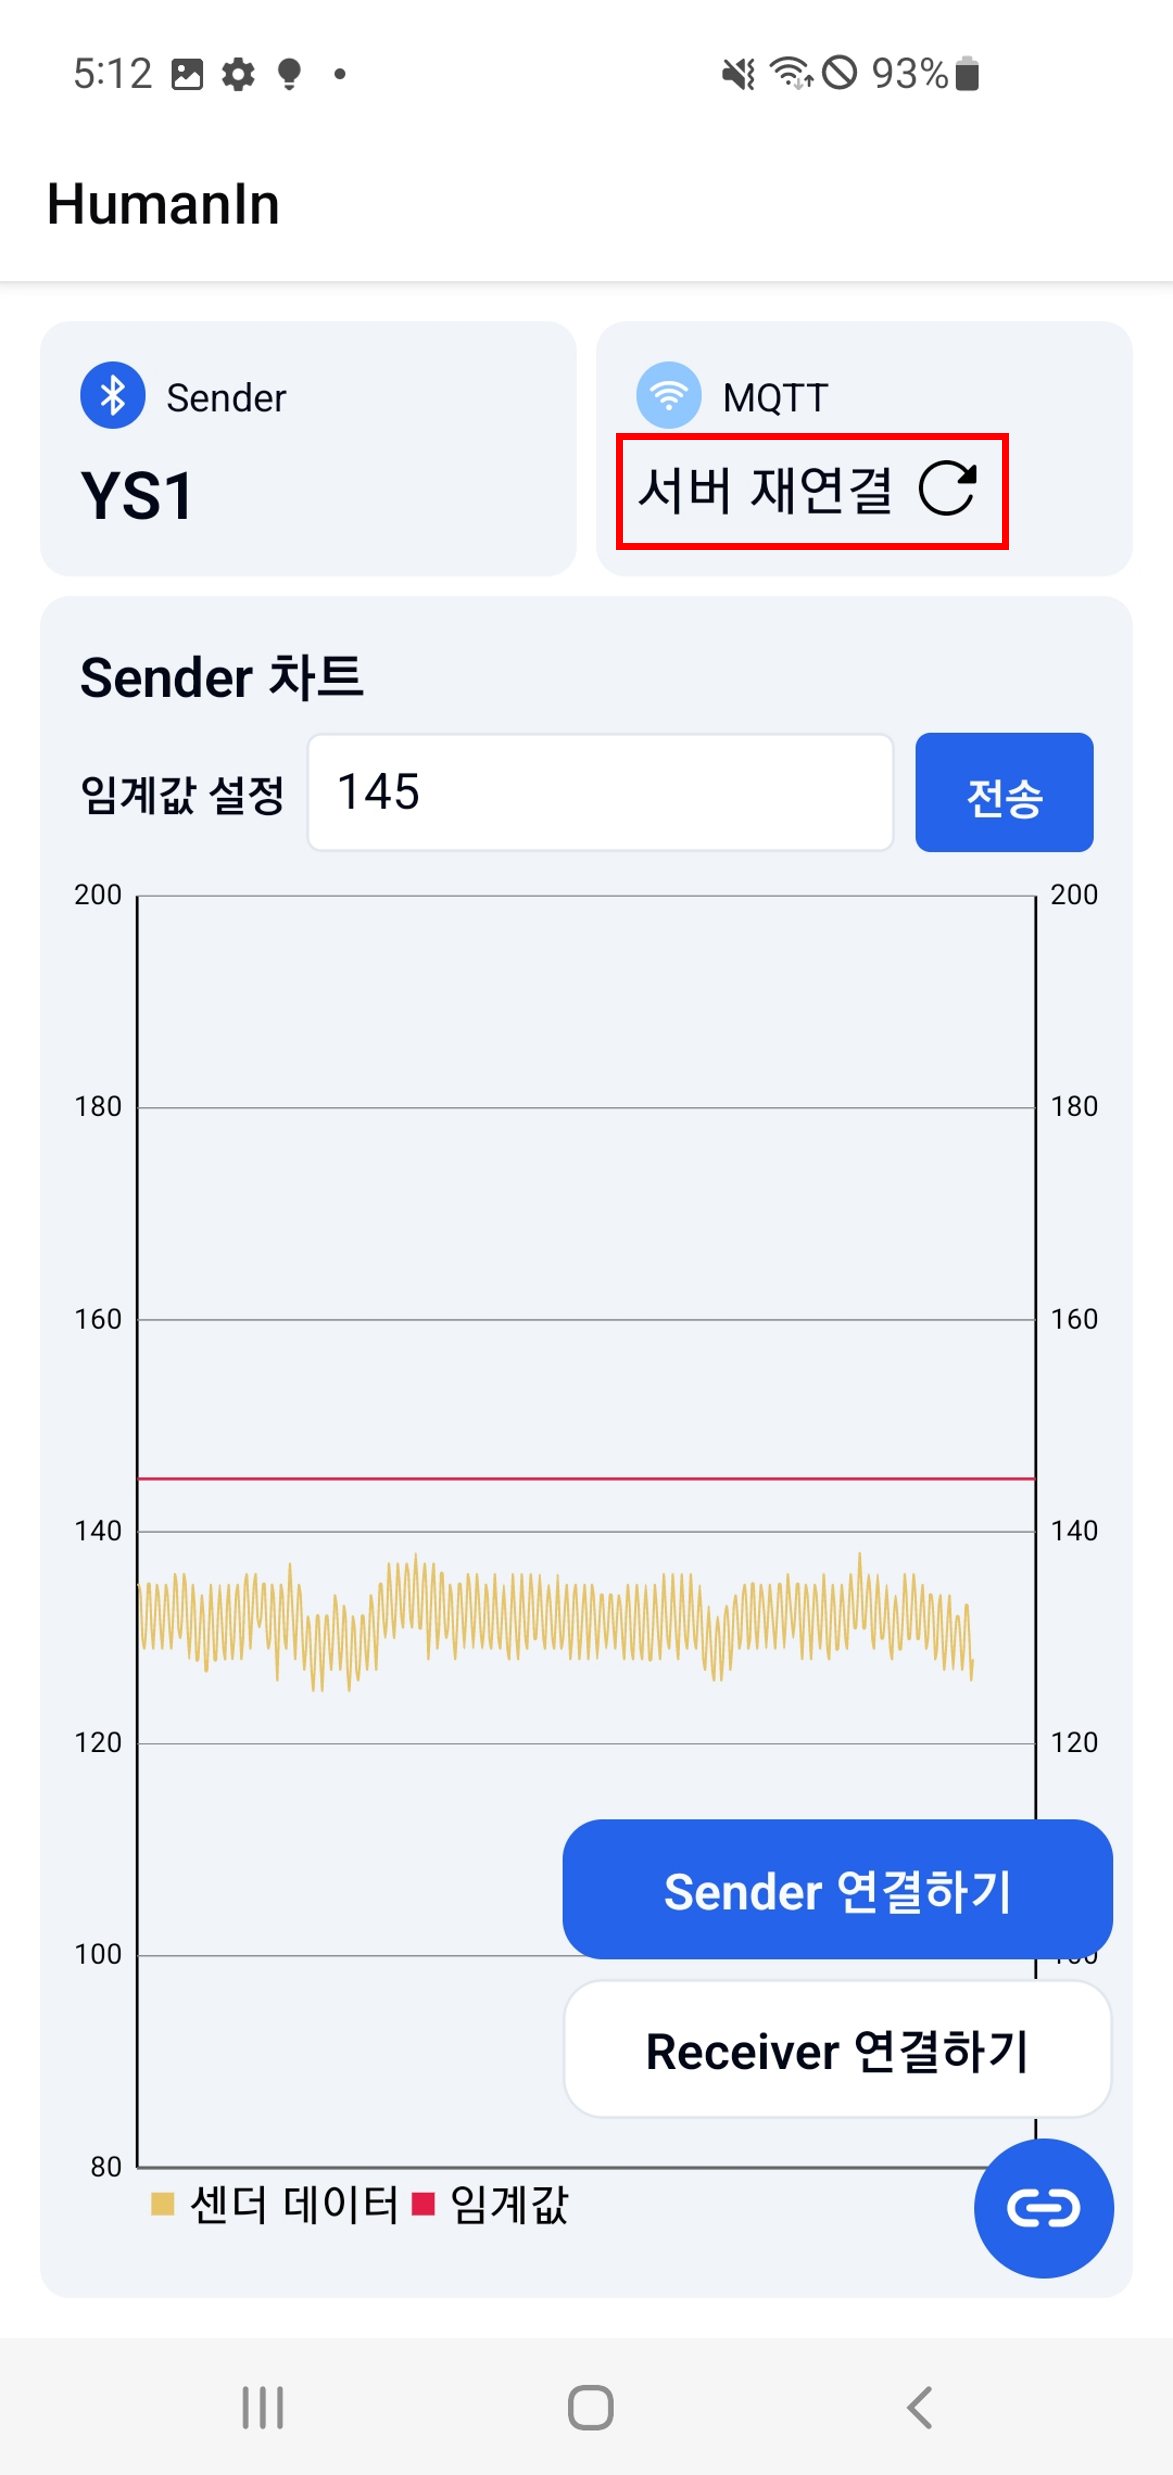 5:12 93%
HumanIn
Sender
YS1
MQTT
서버 재연결
Sender 차트
임계값 설정 145 전송
200 200
180 180
160 160
140 140
120 120
Sender 연결하기
100
Receiver 연결하기
80
센더 데이터 임계값